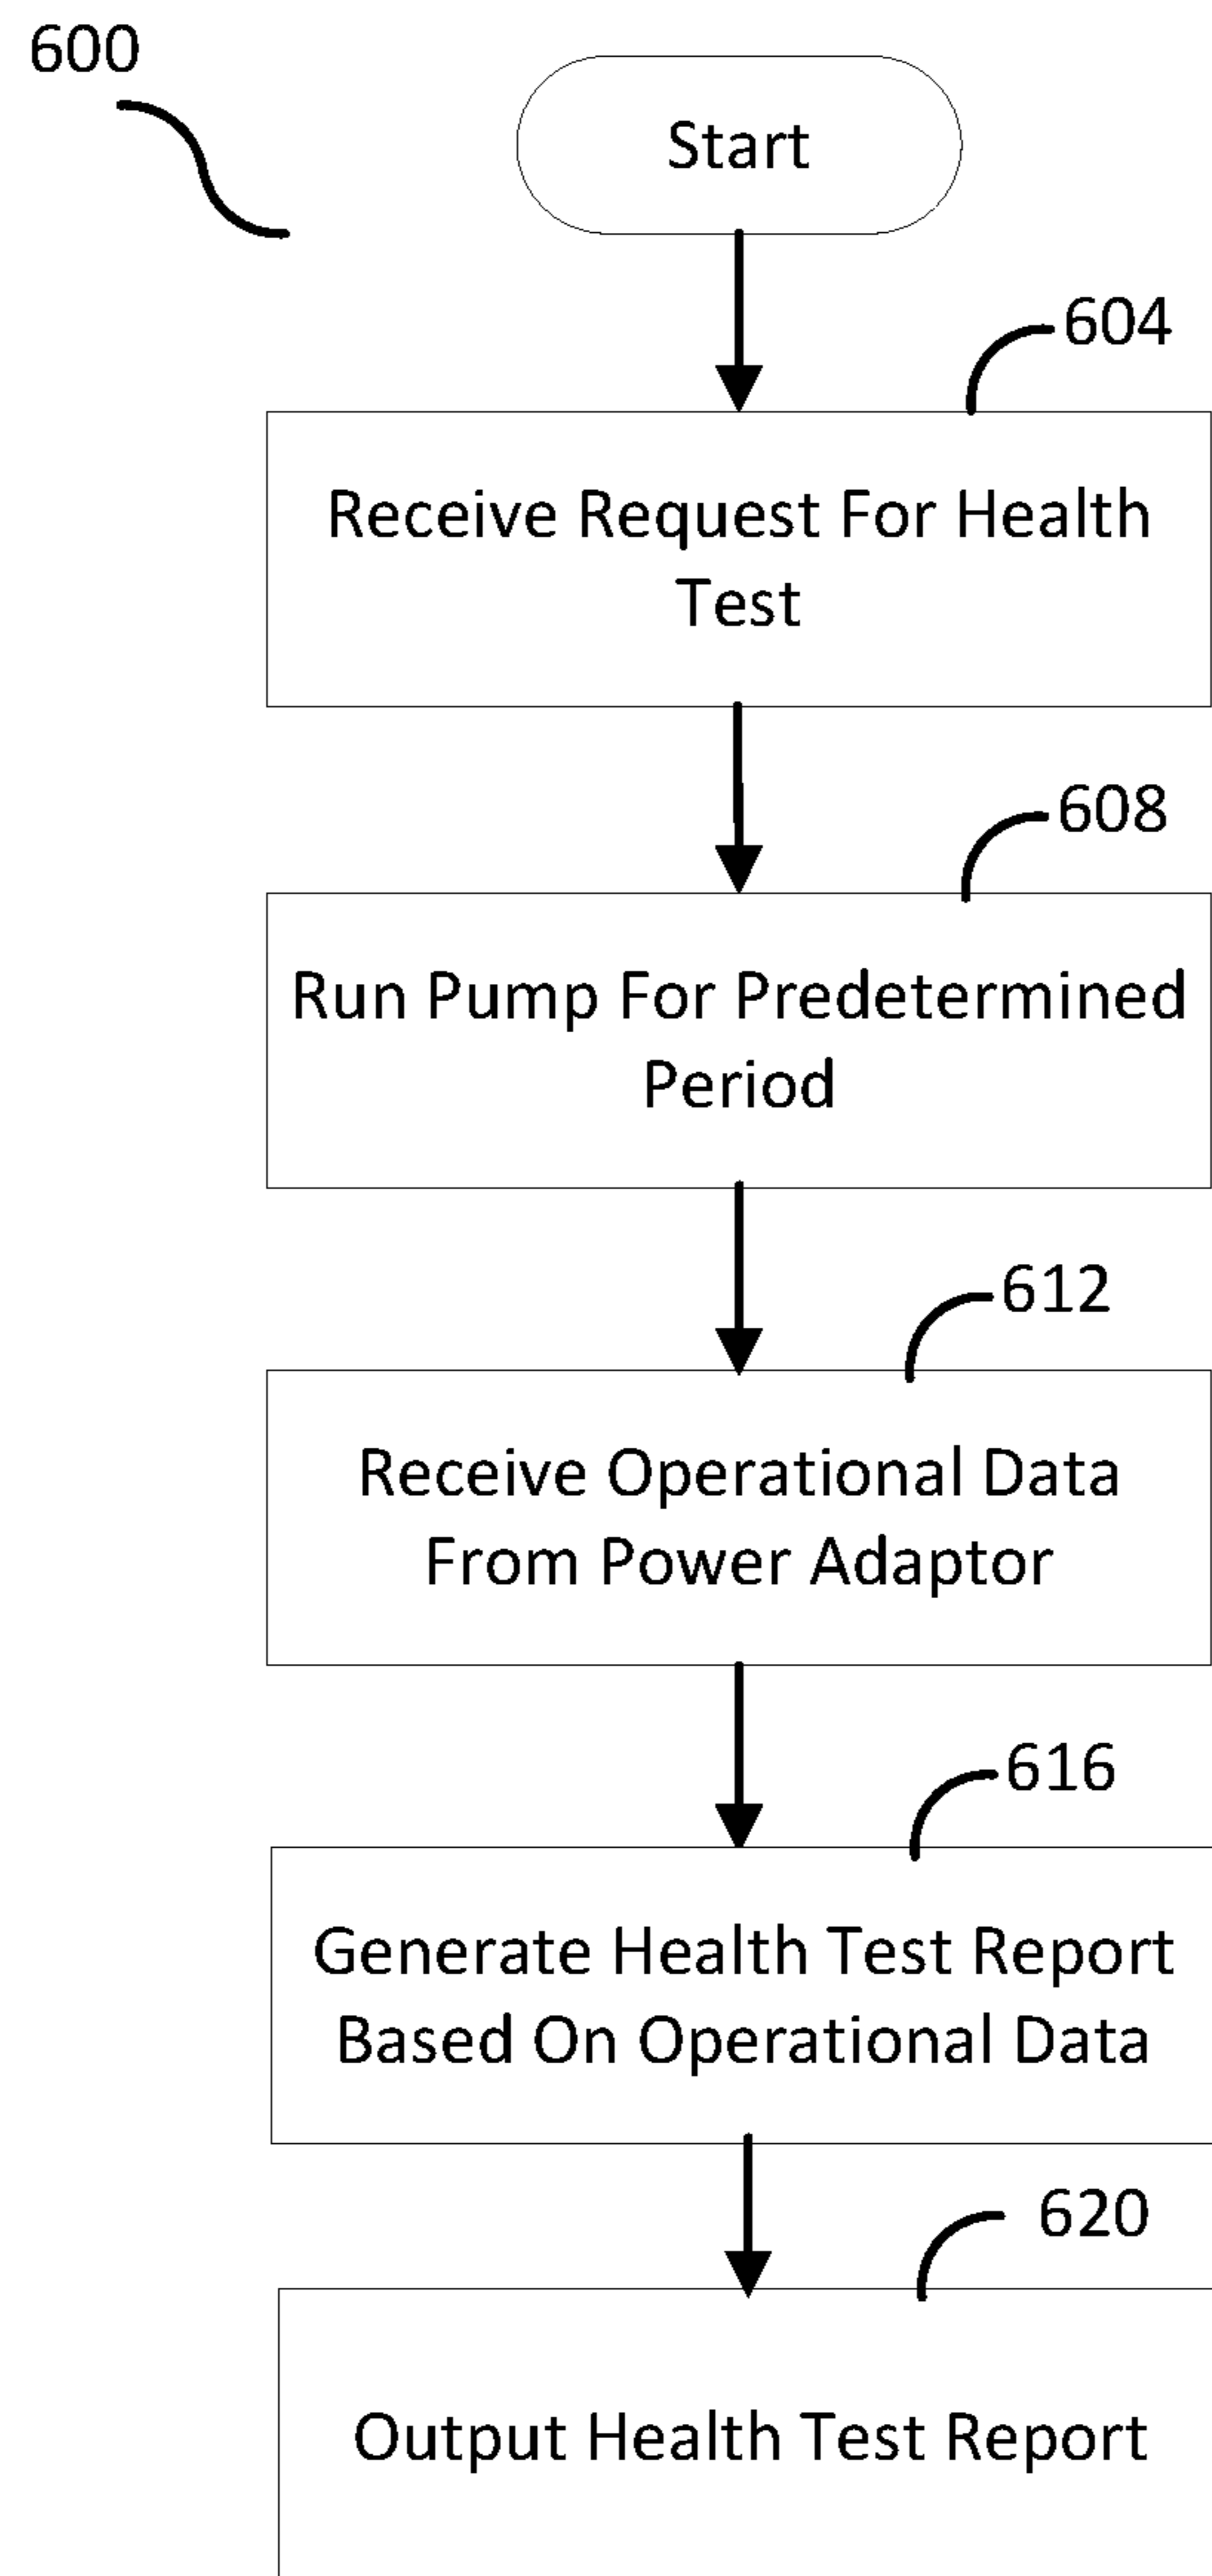 600
Start
604
Receive Request For Health
Test
608
Run Pump For Predetermined
Period
612
Receive Operational Data
From Power Adaptor
616
Generate Health Test Report
Based On Operational Data
620
Output Health Test Report